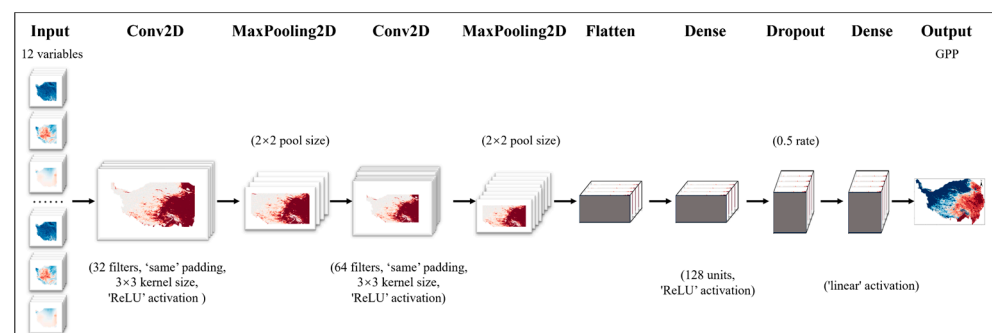 Input Conv2D MaxPooling2D Conv2D MaxPooling2D Flatten Dense Dropout Dense Output
12 variables
GPP
(2×2 pool size)
(2×2 pool size)
(0.5 rate)
......
(32 filters, ‘same’ padding,
3×3 kernel size,
'ReLU’ activation )
(64 filters, ‘same’ padding,
3×3 kernel size,
'ReLU’ activation)
(128 units,
'ReLU’ activation)
('linear' activation)